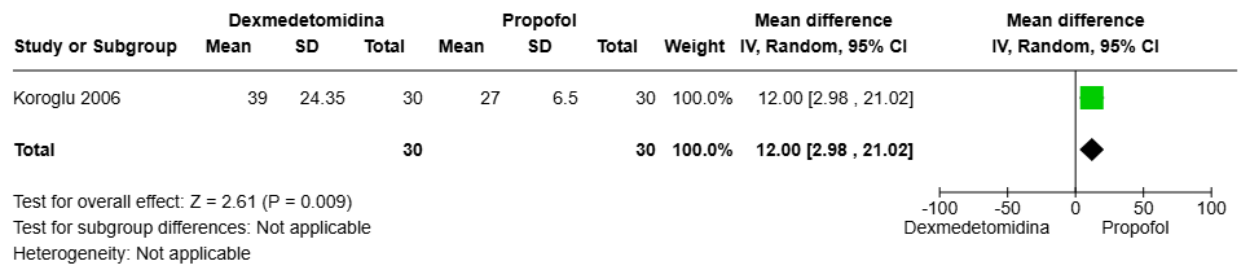 Dexmedetomidina Propofol Mean difference Mean difference
Study or Subgroup Mean SD Total Mean SD Total Weight IV, Random, 95% CI IV, Random, 95% CI
Koroglu 2006 39 24.35 30 27 6.5 30 100.0% 12.00 [2.98 , 21.02]
Total 30 30 100.0% 12.00 [2.98 , 21.02]
Test for overall effect: Z = 2.61 (P = 0.009)
-100 -50 0 50 100
Test for subgroup differences: Not applicable
Dexmedetomidina Propofol
Heterogeneity: Not applicable